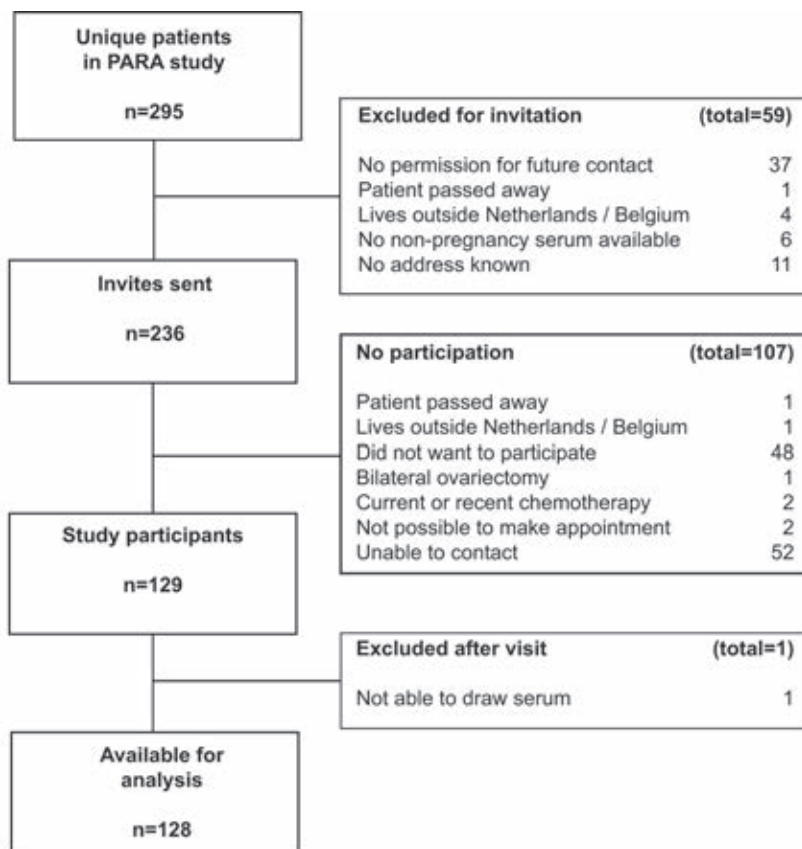 Unique patients
in PARA study
n=295
Excluded for invitation (total=59)
No permission for future contact 37
Patient passed away 1
Lives outside Netherlands / Belgium 4
No non-pregnancy serum available 6
No address known 11
Invites sent
n=236
No participation (total=107)
Patient passed away 1
Lives outside Netherlands / Belgium 1
Did not want to participate 48
Bilateral ovariectomy 1
Current or recent chemotherapy 2
Not possible to make appointment 2
Unable to contact 52
Study participants
n=129
Excluded after visit (total=1)
Not able to draw serum 1
Available for
analysis
n=128